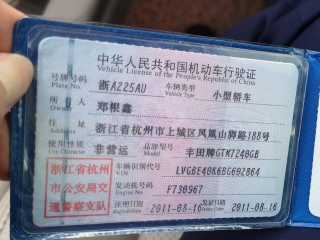 中华人民共和国机动车行驶证
Vehicle License of the People's Republic of China
号牌号码 浙A225AU 车辆类型 小型轿车
Plate No. Vehicle Type
所有人 郑根鑫
Owner
住址 浙江省杭州市上城区凤凰山脚路188号
Address
使用性质 非营运 品牌型号 丰田牌GTM7240GB
Use Character Model
浙江省杭州 车辆识别代号 LVGBE40K6BG602864
VIN
市公安局交 发动机号码 F730967
Engine No.
通警察支队 注册日期 2011-08-10 发证日期 2011-08-16
Register Date Issue Date